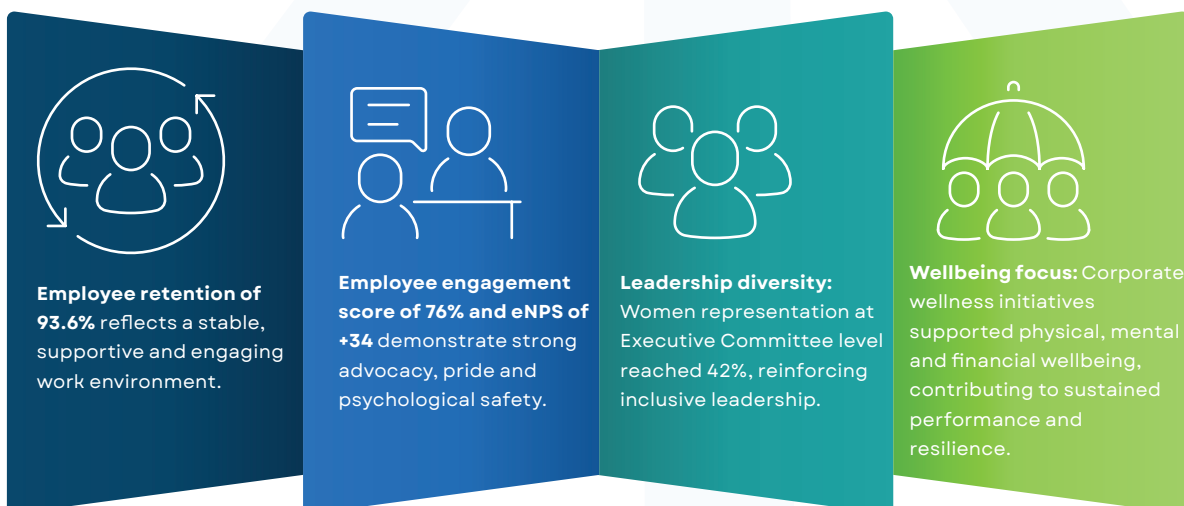 Employee retention of
93.6% reflects a stable,
supportive and engaging
work environment.
Employee engagement
score of 76% and eNPS of
+34 demonstrate strong
advocacy, pride and
psychological safety.
Leadership diversity:
Women representation at
Executive Committee level
reached 42%, reinforcing
inclusive leadership.
Wellbeing focus: Corporate
wellness initiatives
supported physical, mental
and financial wellbeing,
contributing to sustained
performance and
resilience.